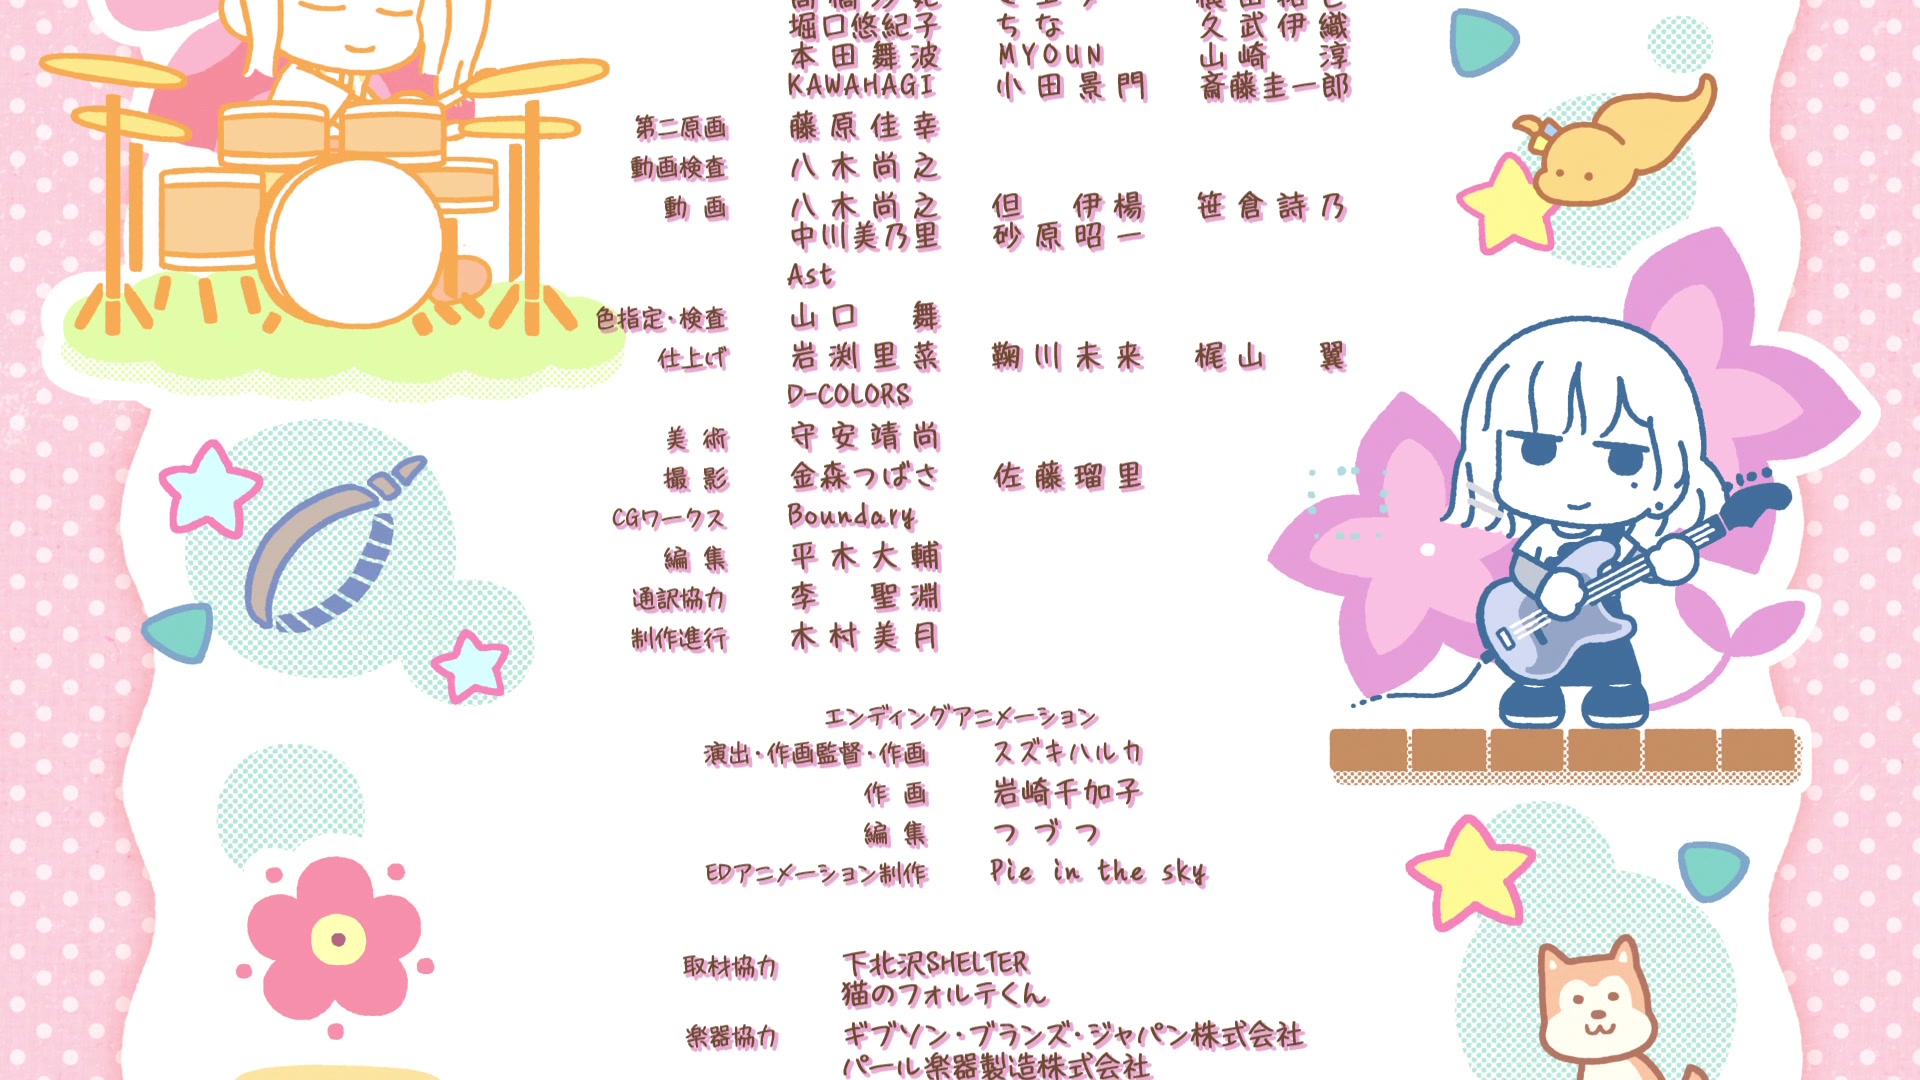 堀口悠紀子 ちな 久武伊織
本田舞波 MYOUN 山崎 淳
KAWAHAGI 小田景門 斎藤圭一郎
第二原画 藤原佳幸
動画検査 八木尚之
動画 八木尚之 但 伊楊 笹倉詩乃
中川美乃里 砂原昭一
Ast
色指定・検査 山口 舞
仕上げ 岩渕里菜 鞠川未来 梶山 翼
D-COLORS
美術 守安靖尚
撮影 金森つばさ 佐藤瑠里
CGワークス Boundary
編集 平木大輔
通訳協力 李 聖淵
制作進行 木村美月
エンディングアニメーション
演出・作画監督・作画 スズキハルカ
作画 岩崎千加子
編集 つづつ
EDアニメーション制作 Pie in the sky
取材協力 下北沢SHELTER
猫のフォルテくん
楽器協力 ギブソン・ブランズ・ジャパン株式会社
パール楽器製造株式会社